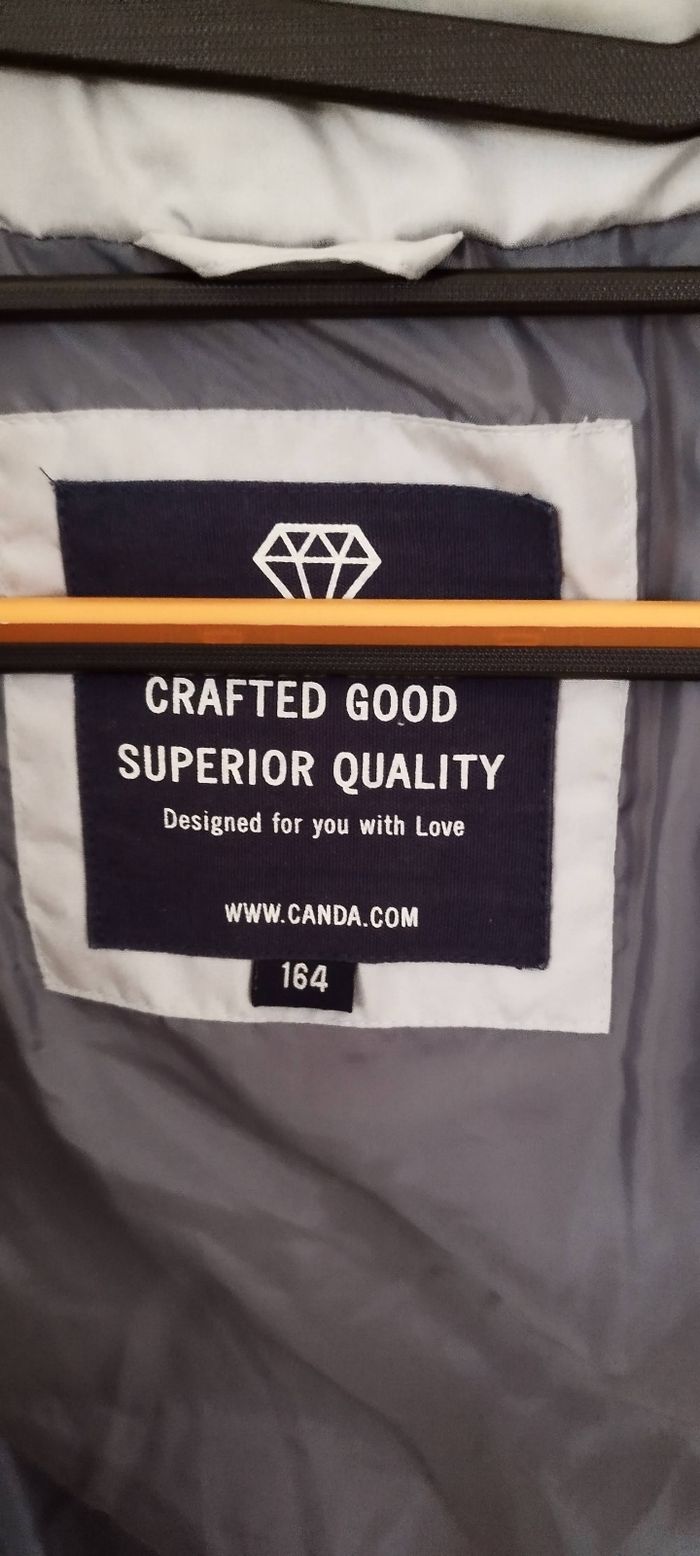 CRAFTED GOOD
SUPERIOR QUALITY
Designed for you with Love
WWW.CANDA.COM
164